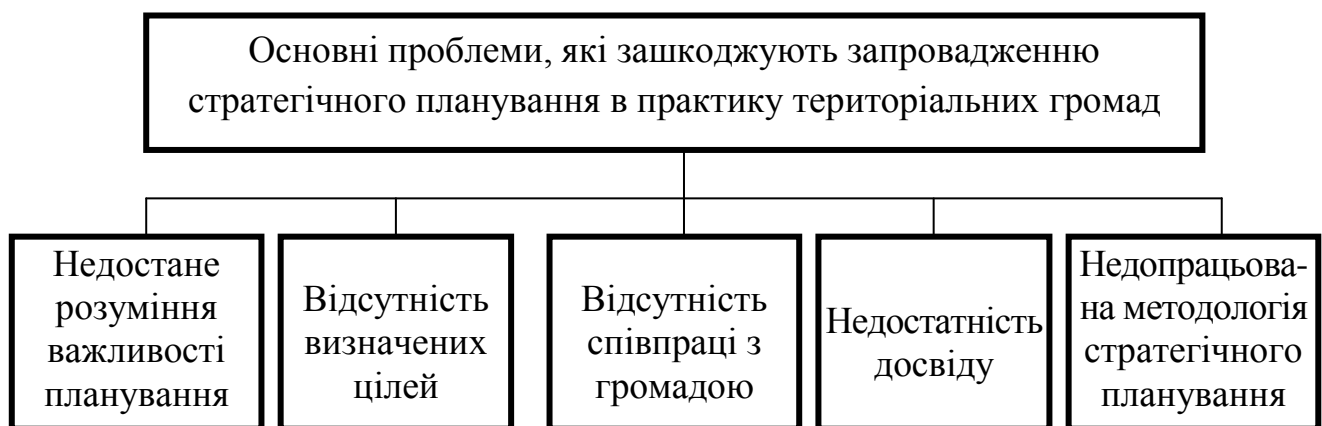 Основні проблеми, які зашкоджують запровадженню
стратегічного планування в практику територіальних громад
Недостане
розуміння
важливості
планування
Відсутність
визначених
цілей
Відсутність
співпраці з
громадою
Недостатність
досвіду
Недопрацьова-
на методологія
стратегічного
планування